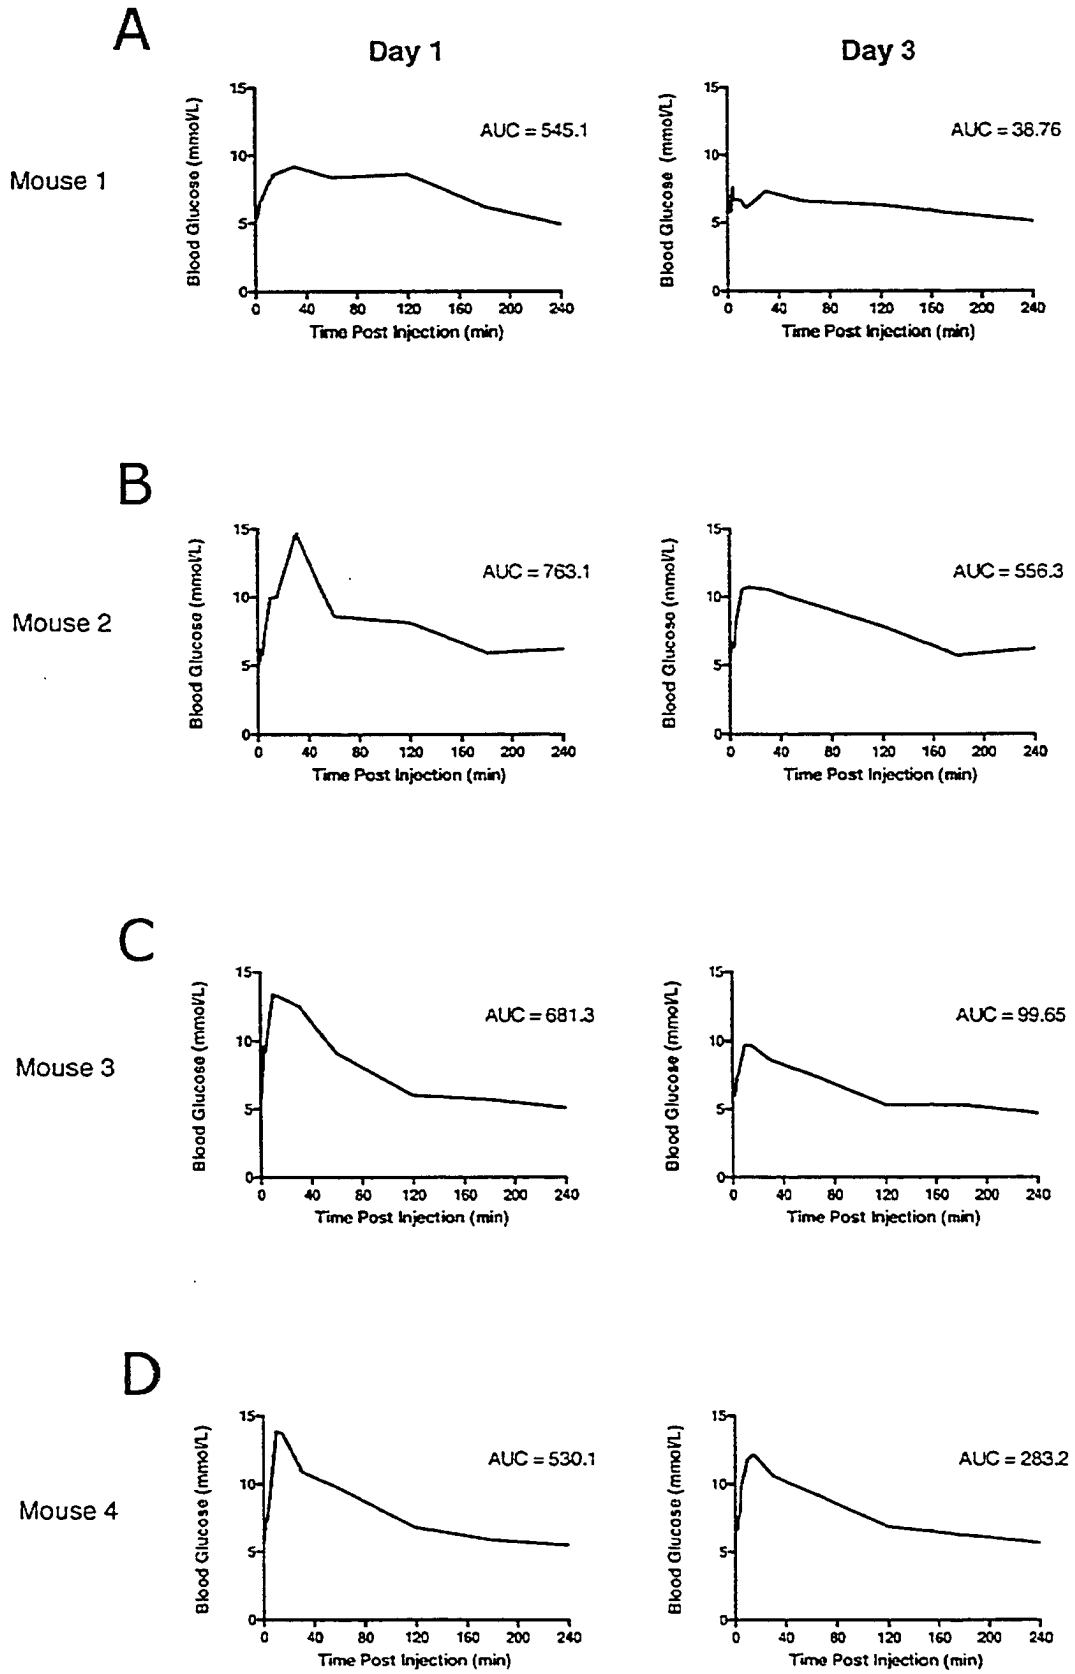 A
Day 1
Day 3
Mouse 1
Blood Glucose (mmol/L)
15
10
5
0
AUC = 545.1
0 40 80 120 160 200 240
Time Post Injection (min)
Blood Glucose (mmol/L)
15
10
5
0
AUC = 38.76
0 40 80 120 160 200 240
Time Post Injection (min)
B
Mouse 2
Blood Glucose (mmol/L)
15
10
5
0
AUC = 763.1
0 40 80 120 160 200 240
Time Post Injection (min)
Blood Glucose (mmol/L)
15
10
5
0
AUC = 556.3
0 40 80 120 160 200 240
Time Post Injection (min)
C
Mouse 3
Blood Glucose (mmol/L)
15
10
5
0
AUC = 681.3
0 40 80 120 160 200 240
Time Post Injection (min)
Blood Glucose (mmol/L)
15
10
5
0
AUC = 99.65
0 40 80 120 160 200 240
Time Post Injection (min)
D
Mouse 4
Blood Glucose (mmol/L)
15
10
5
0
AUC = 530.1
0 40 80 120 160 200 240
Time Post Injection (min)
Blood Glucose (mmol/L)
15
10
5
0
AUC = 283.2
0 40 80 120 160 200 240
Time Post Injection (min)